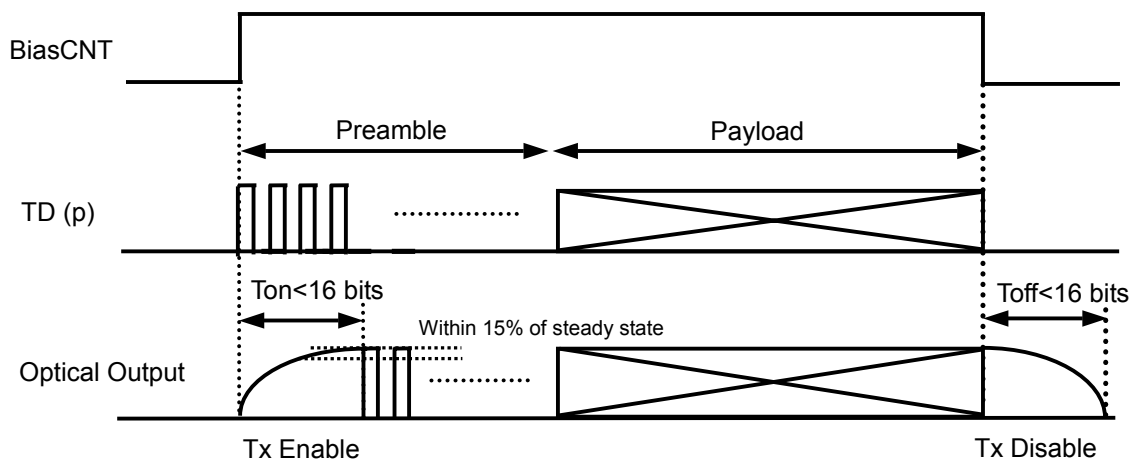 BiasCNT
Preamble
Payload
TD (p)
Ton<16 bits
Toff<16 bits
Within 15% of steady state
Optical Output
Tx Enable
Tx Disable